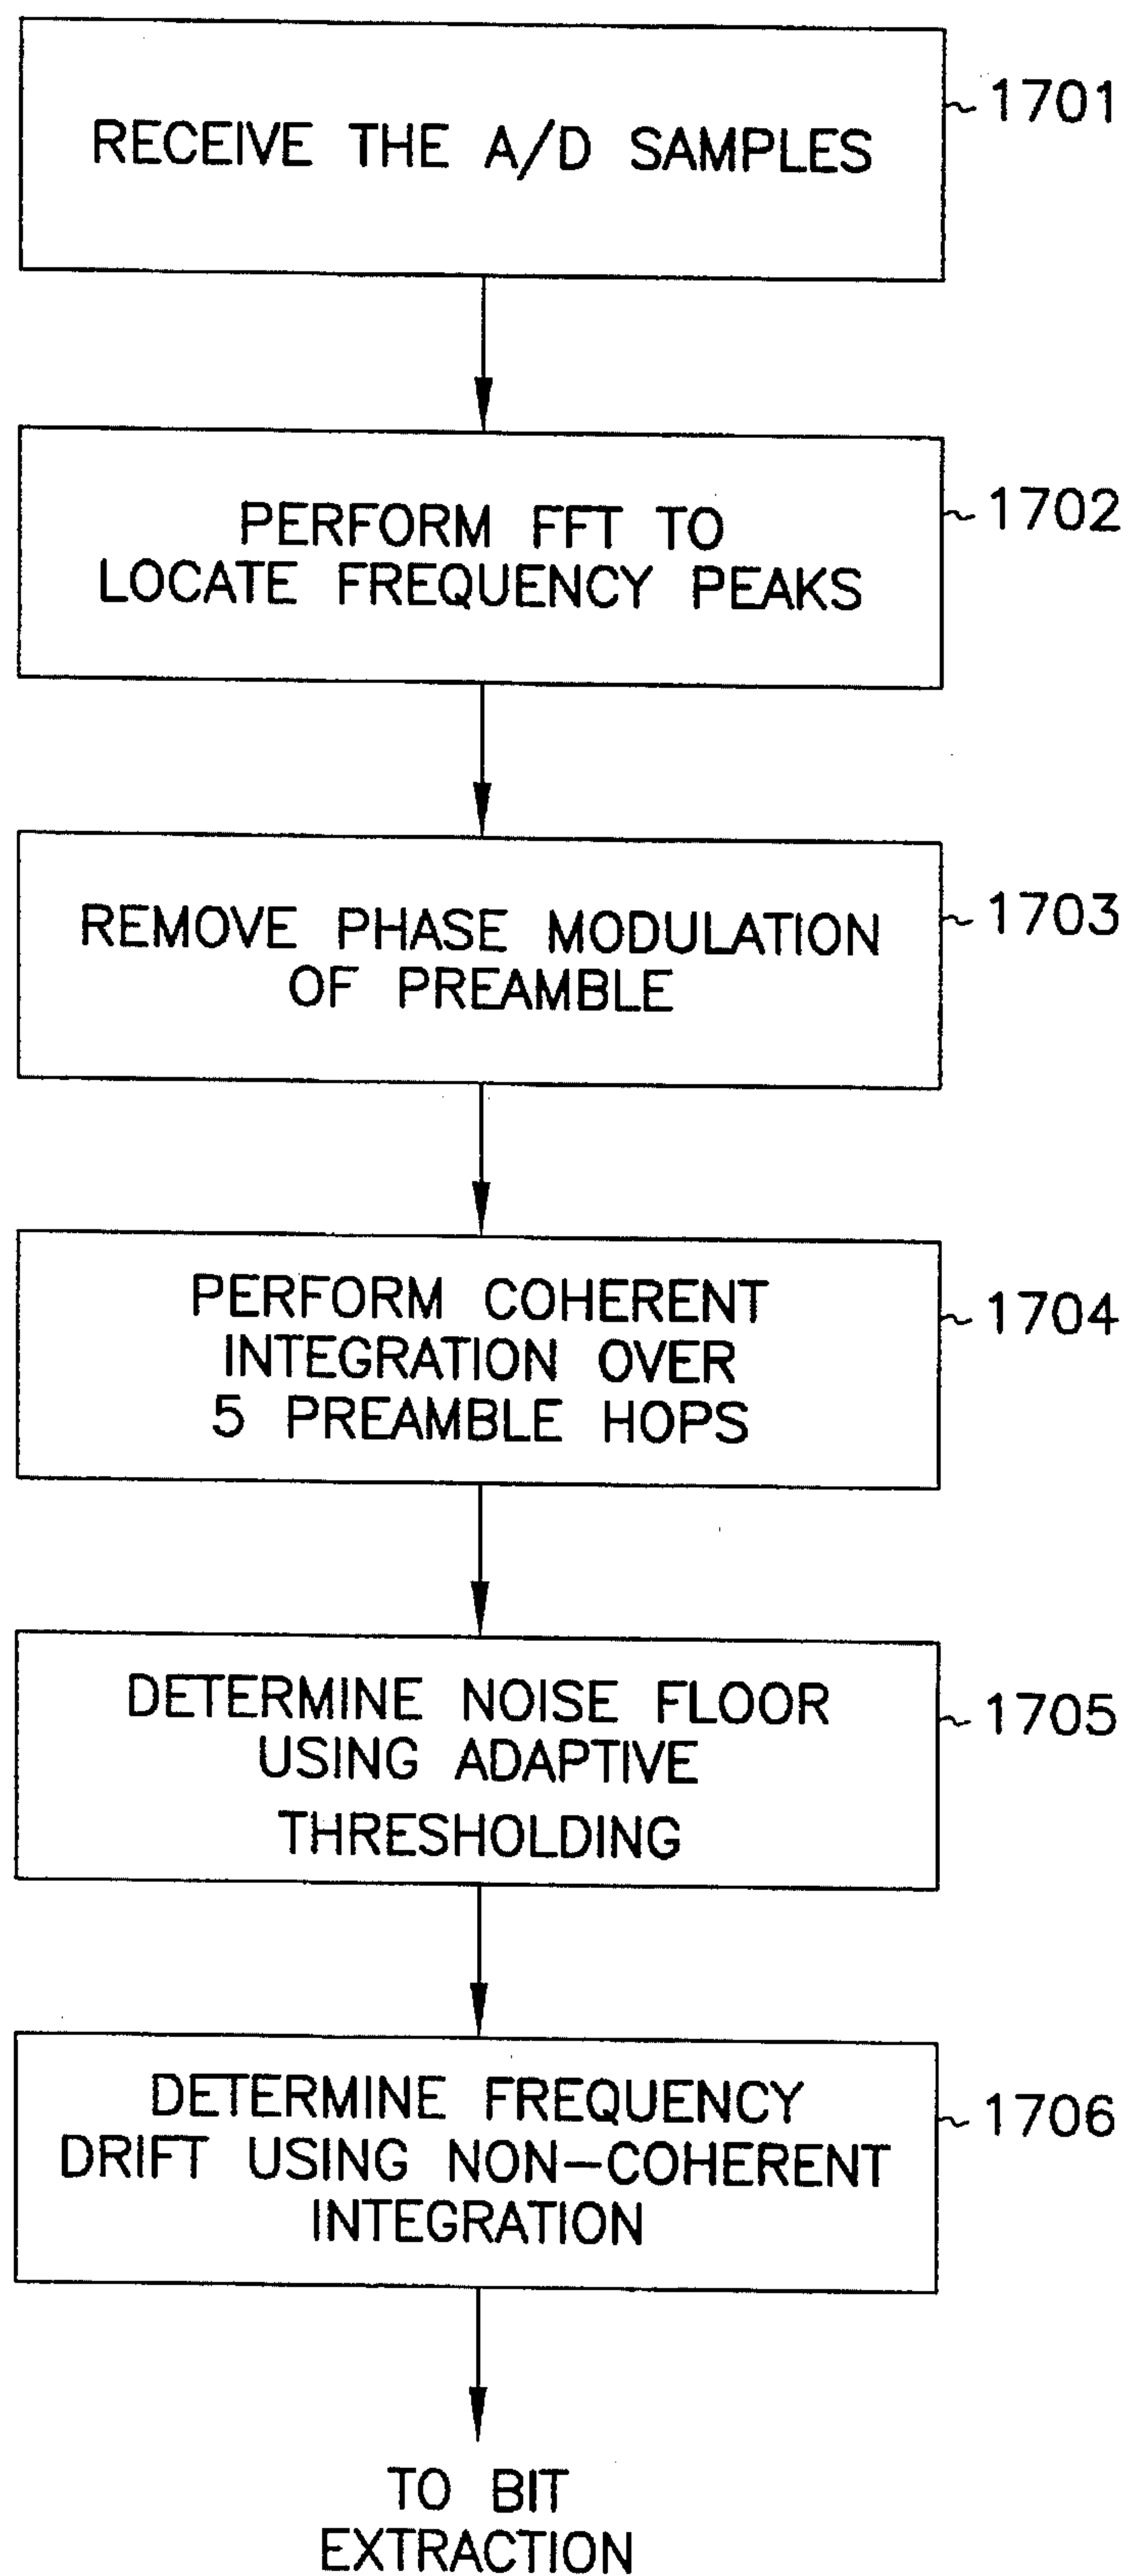 RECEIVE THE A/D SAMPLES
1701
PERFORM FFT TO
LOCATE FREQUENCY PEAKS
1702
REMOVE PHASE MODULATION
OF PREAMBLE
1703
PERFORM COHERENT
INTEGRATION OVER
5 PREAMBLE HOPS
1704
DETERMINE NOISE FLOOR
USING ADAPTIVE
THRESHOLDING
1705
DETERMINE FREQUENCY
DRIFT USING NON-COHERENT
INTEGRATION
1706
TO BIT
EXTRACTION